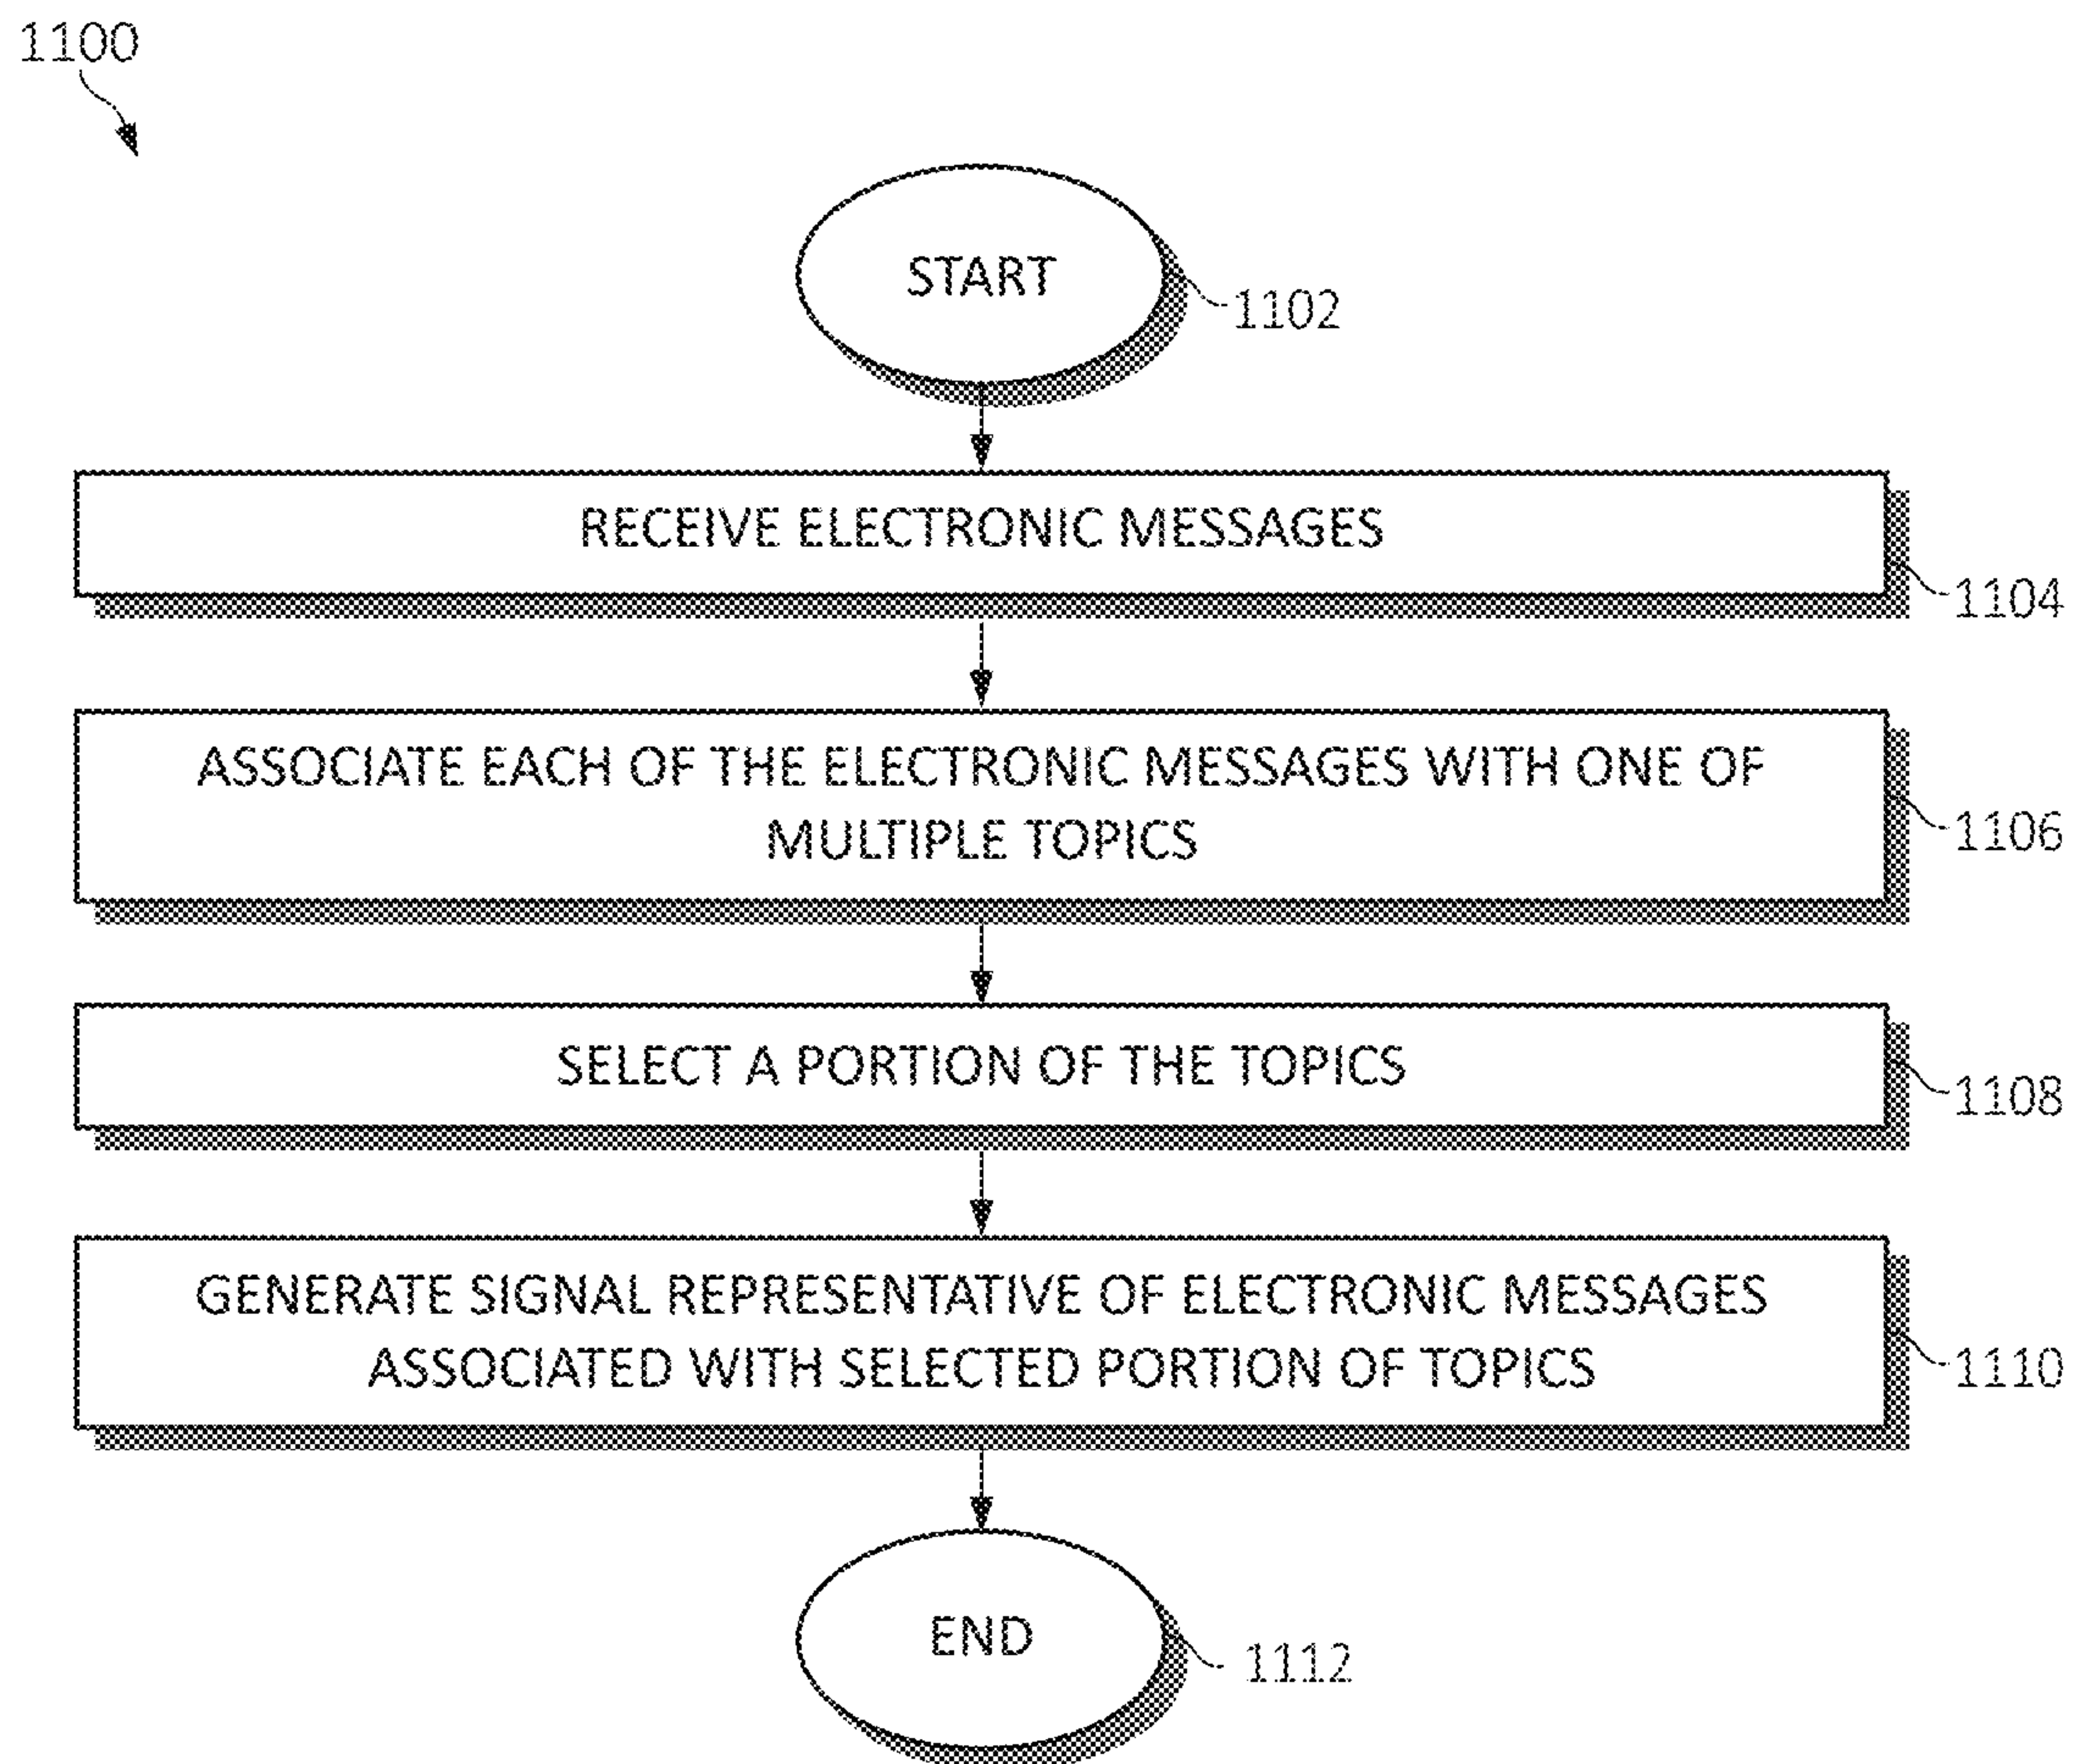 1100
START
1102
RECEIVE ELECTRONIC MESSAGES
1104
ASSOCIATE EACH OF THE ELECTRONIC MESSAGES WITH ONE OF
MULTIPLE TOPICS
1106
SELECT A PORTION OF THE TOPICS
1108
GENERATE SIGNAL REPRESENTATIVE OF ELECTRONIC MESSAGES
ASSOCIATED WITH SELECTED PORTION OF TOPICS
1110
END
1112